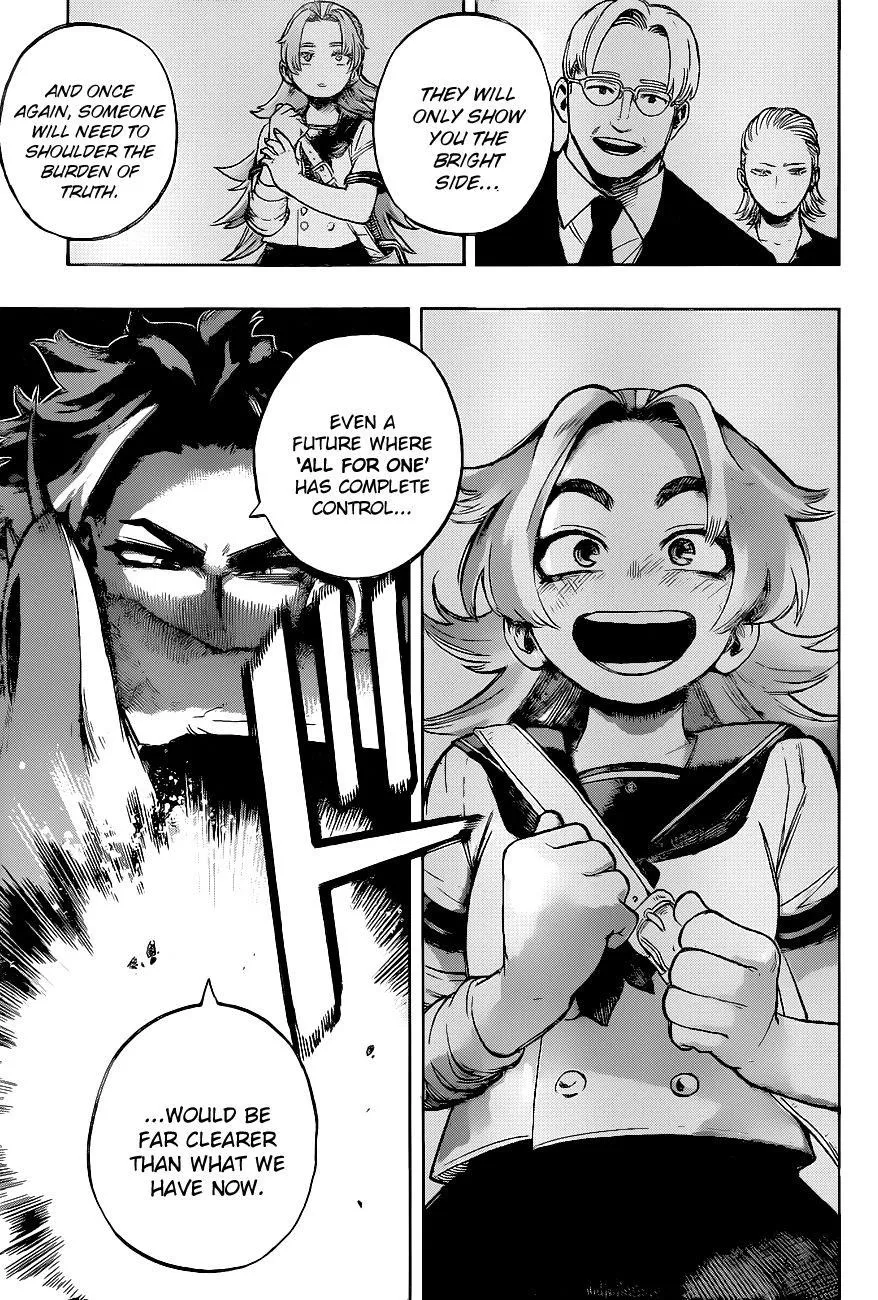 THEY WILL
ONLY SHOW
YOU THE
BRIGHT
SIDE...
AND ONCE
AGAIN, SOMEONE
WILL NEED TO
SHOULDER THE
BURDEN OF
TRUTH.
EVEN A
FUTURE WHERE
'ALL FOR ONE'
HAS COMPLETE
CONTROL...
...WOULD BE
FAR CLEARER
THAN WHAT WE
HAVE NOW.